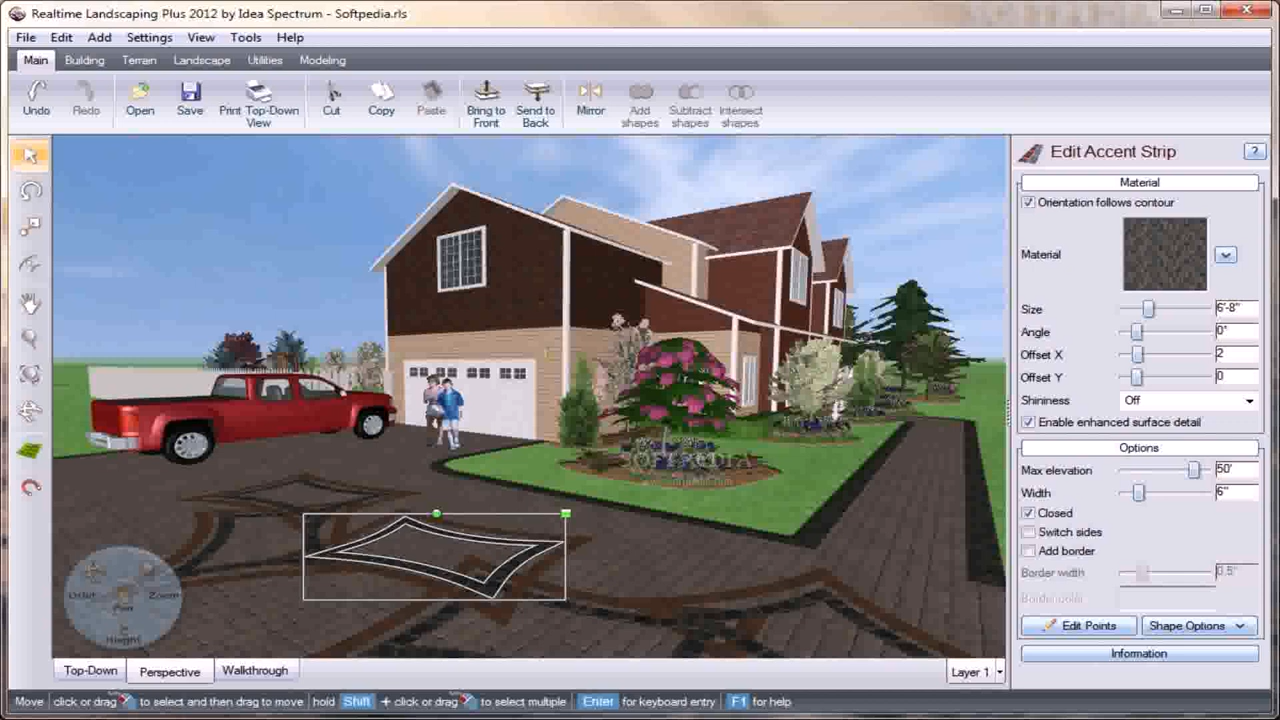 Realtime Landscaping Plus 2012 by Idea Spectrum - Softpedia.rls
File Edit Add Settings View Tools Help
Main Building Terrain Landscape Utilities Modeling
Undo Redo Open Save Print Top-Down View Cut Copy Paste Bring to Front Send to Back Mirror Add shapes Subtract shapes Intersect shapes
Edit Accent Strip ?
Material
Orientation follows contour
Material
Size 6'-8"
Angle 0°
Offset X 2
Offset Y 0
Shininess Off
Enable enhanced surface detail
Options
Max elevation 50'
Width 6"
Closed
Switch sides
Add border
Border width 0.5"
Border color
Edit Points Shape Options
Information
SOFTPEDIA
Orbit Pan Zoom
Height
Top-Down Perspective Walkthrough Layer 1
Move click or drag to select and then drag to move hold Shift + click or drag to select multiple Enter for keyboard entry F1 for help